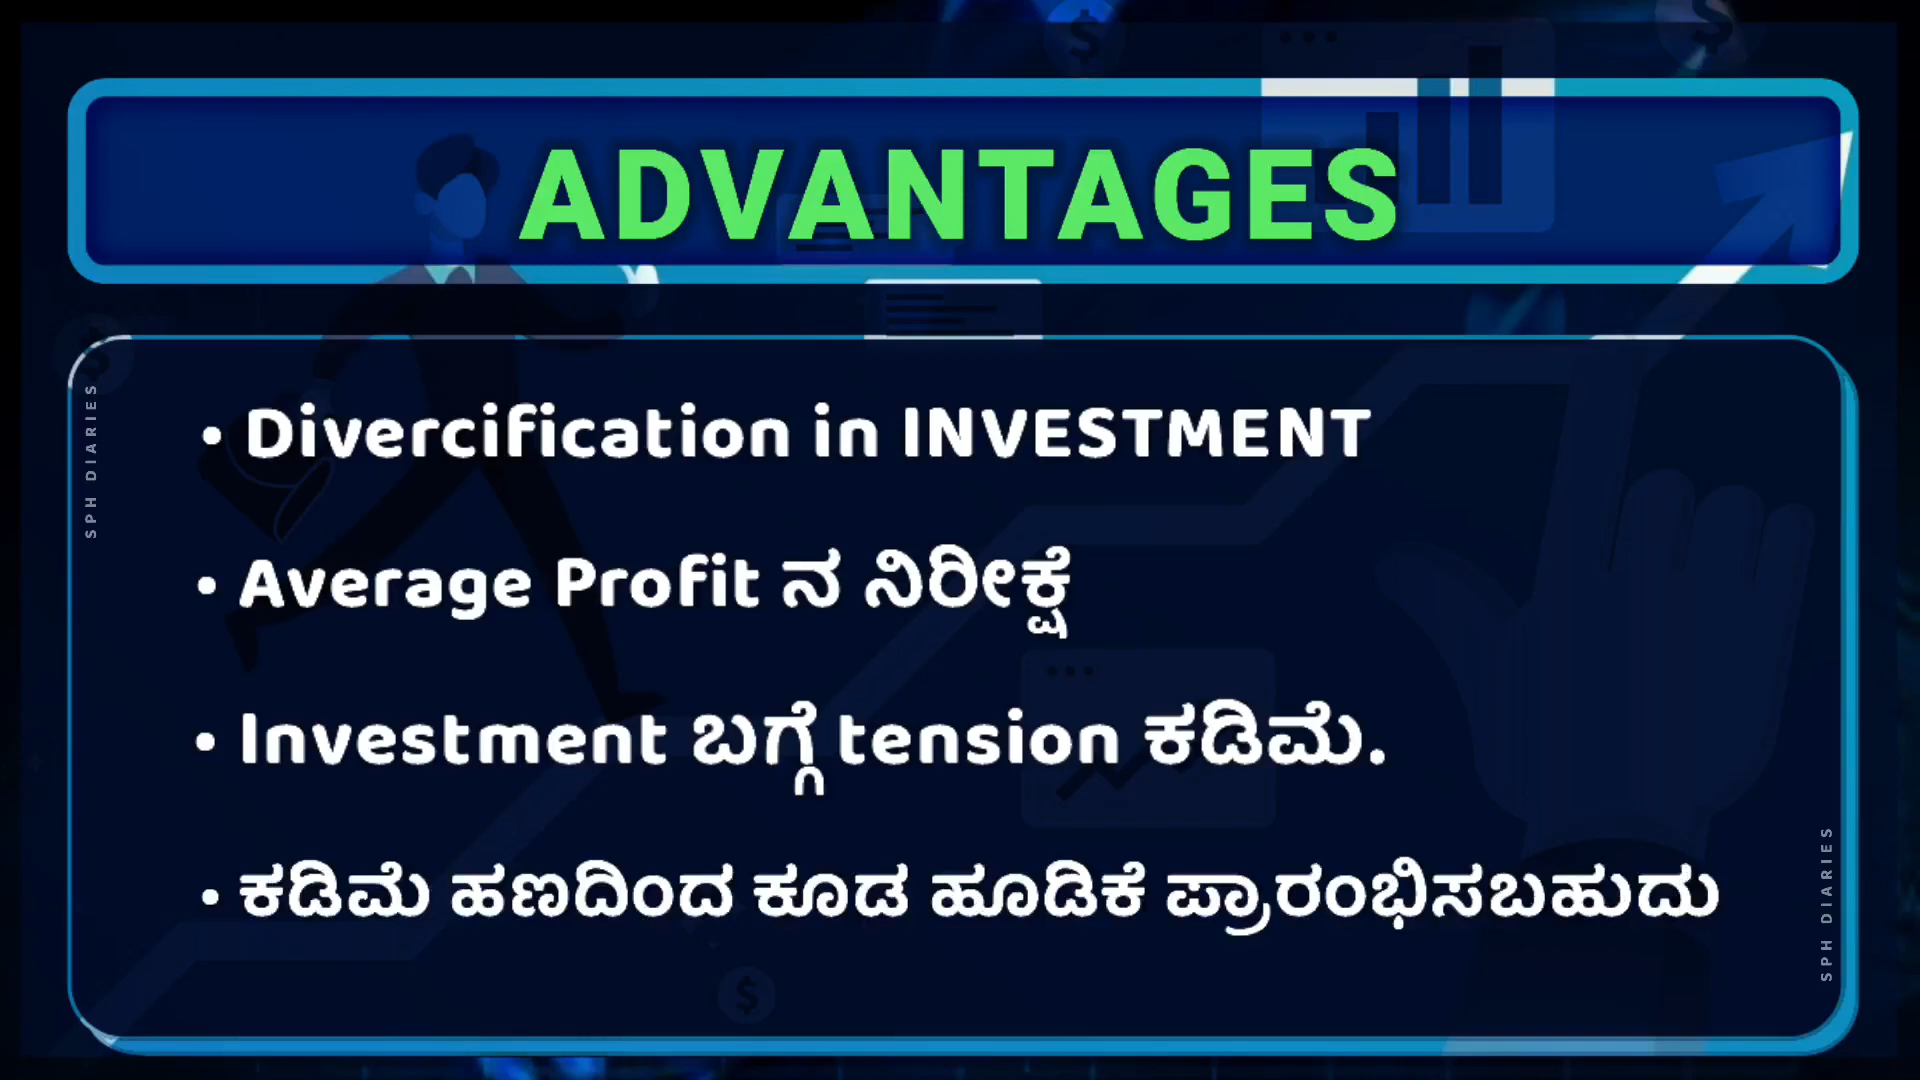 ADVANTAGES
• Divercification in INVESTMENT
• Average Profit ನ ನಿರೀಕ್ಷೆ
• Investment ಬಗ್ಗೆ tension ಕಡಿಮೆ.
• ಕಡಿಮೆ ಹಣದಿಂದ ಕೂಡ ಹೂಡಿಕೆ ಪ್ರಾರಂಭಿಸಬಹುದು
SPH DIARIES
SPH DIARIES